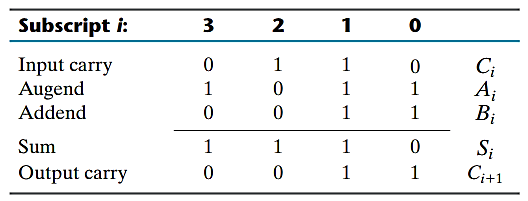 Subscript i: 3 2 1 0
Input carry 0 1 1 0 Cᵢ
Augend 1 0 1 1 Aᵢ
Addend 0 0 1 1 Bᵢ
Sum 1 1 1 0 Sᵢ
Output carry 0 0 1 1 Cᵢ₊₁